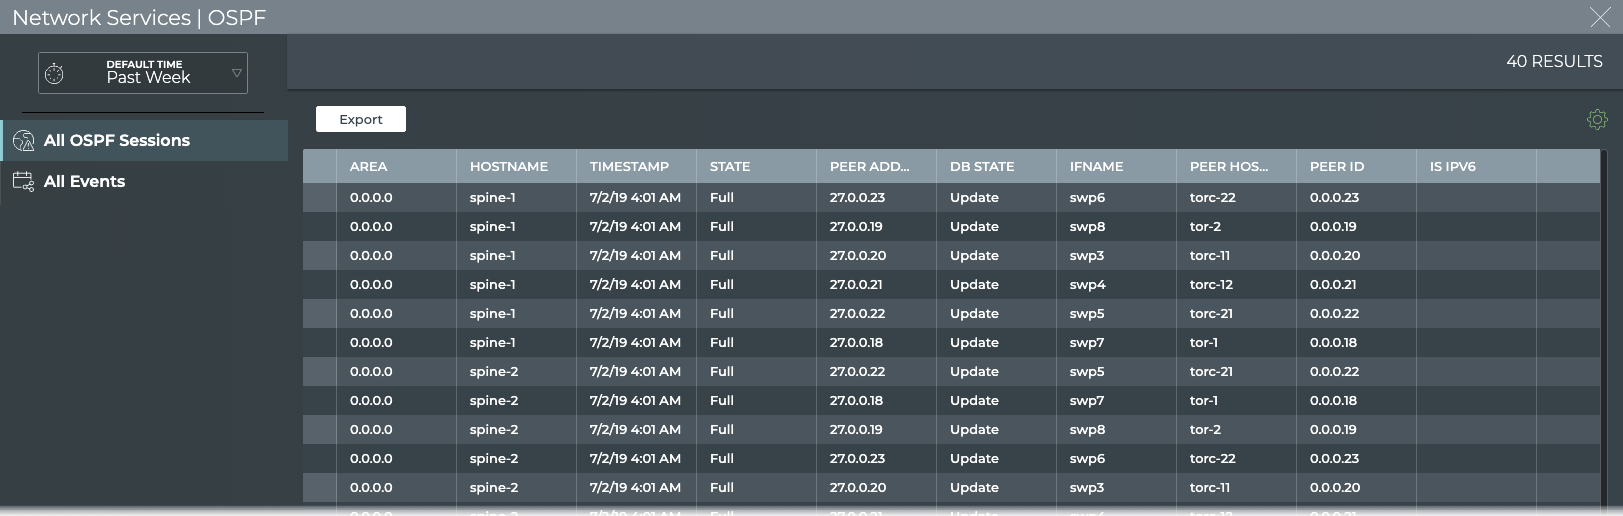 Network Services | OSPF
DEFAULT TIME
Past Week
40 RESULTS
All OSPF Sessions
All Events
Export
AREA HOSTNAME TIMESTAMP STATE PEER ADD... DB STATE IFNAME PEER HOS... PEER ID IS IPV6
0.0.0.0 spine-1 7/2/19 4:01 AM Full 27.0.0.23 Update swp6 torc-22 0.0.0.23
0.0.0.0 spine-1 7/2/19 4:01 AM Full 27.0.0.19 Update swp8 tor-2 0.0.0.19
0.0.0.0 spine-1 7/2/19 4:01 AM Full 27.0.0.20 Update swp3 torc-11 0.0.0.20
0.0.0.0 spine-1 7/2/19 4:01 AM Full 27.0.0.21 Update swp4 torc-12 0.0.0.21
0.0.0.0 spine-1 7/2/19 4:01 AM Full 27.0.0.22 Update swp5 torc-21 0.0.0.22
0.0.0.0 spine-1 7/2/19 4:01 AM Full 27.0.0.18 Update swp7 tor-1 0.0.0.18
0.0.0.0 spine-2 7/2/19 4:01 AM Full 27.0.0.22 Update swp5 torc-21 0.0.0.22
0.0.0.0 spine-2 7/2/19 4:01 AM Full 27.0.0.18 Update swp7 tor-1 0.0.0.18
0.0.0.0 spine-2 7/2/19 4:01 AM Full 27.0.0.19 Update swp8 tor-2 0.0.0.19
0.0.0.0 spine-2 7/2/19 4:01 AM Full 27.0.0.23 Update swp6 torc-22 0.0.0.23
0.0.0.0 spine-2 7/2/19 4:01 AM Full 27.0.0.20 Update swp3 torc-11 0.0.0.20